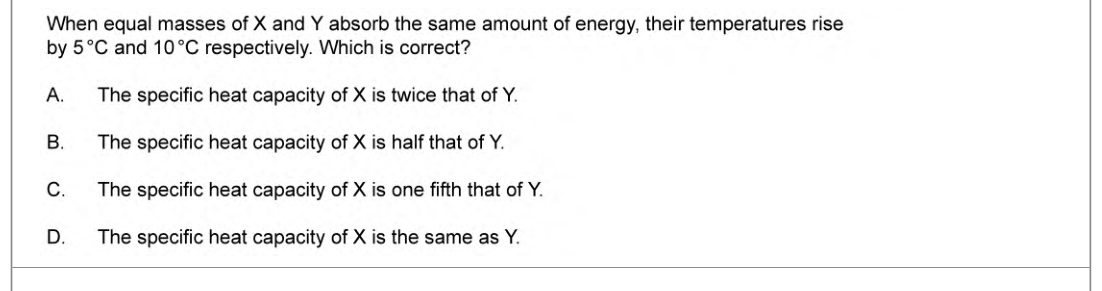 When equal masses of X and Y absorb the same amount of energy, their temperatures rise
by 5°C and 10°C respectively. Which is correct?
A. The specific heat capacity of X is twice that of Y.
B. The specific heat capacity of X is half that of Y.
C. The specific heat capacity of X is one fifth that of Y.
D. The specific heat capacity of X is the same as Y.